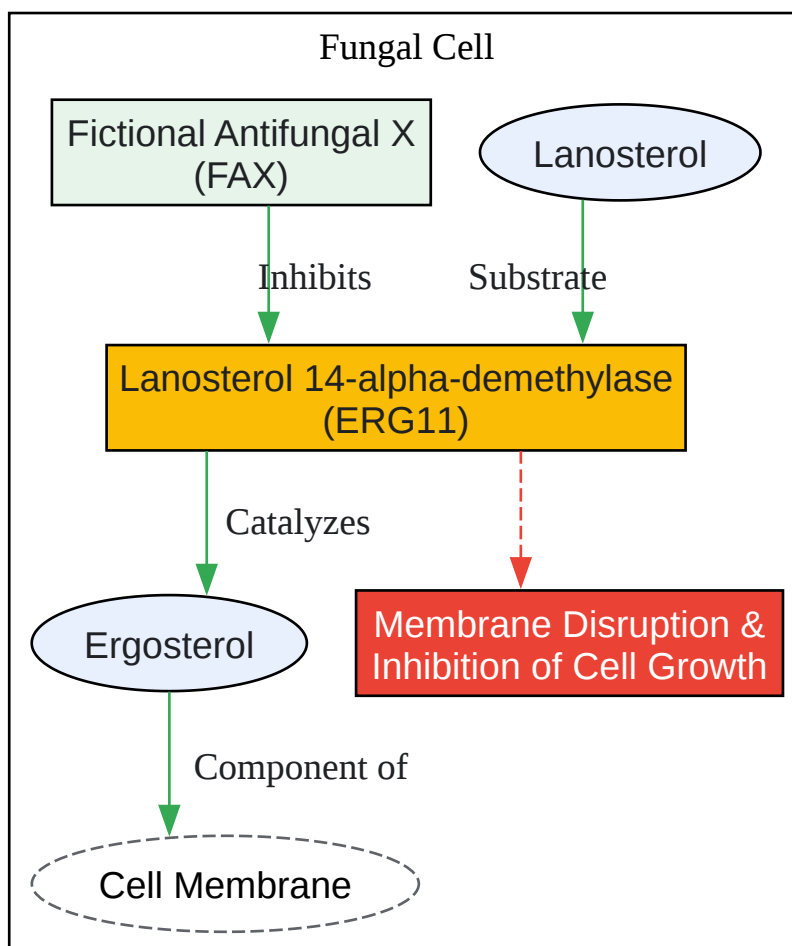 Fungal Cell
Fictional Antifungal X
(FAX)
Lanosterol
Inhibits
Substrate
Lanosterol 14-alpha-demethylase
(ERG11)
Catalyzes
Membrane Disruption &
Inhibition of Cell Growth
Ergosterol
Component of
Cell Membrane